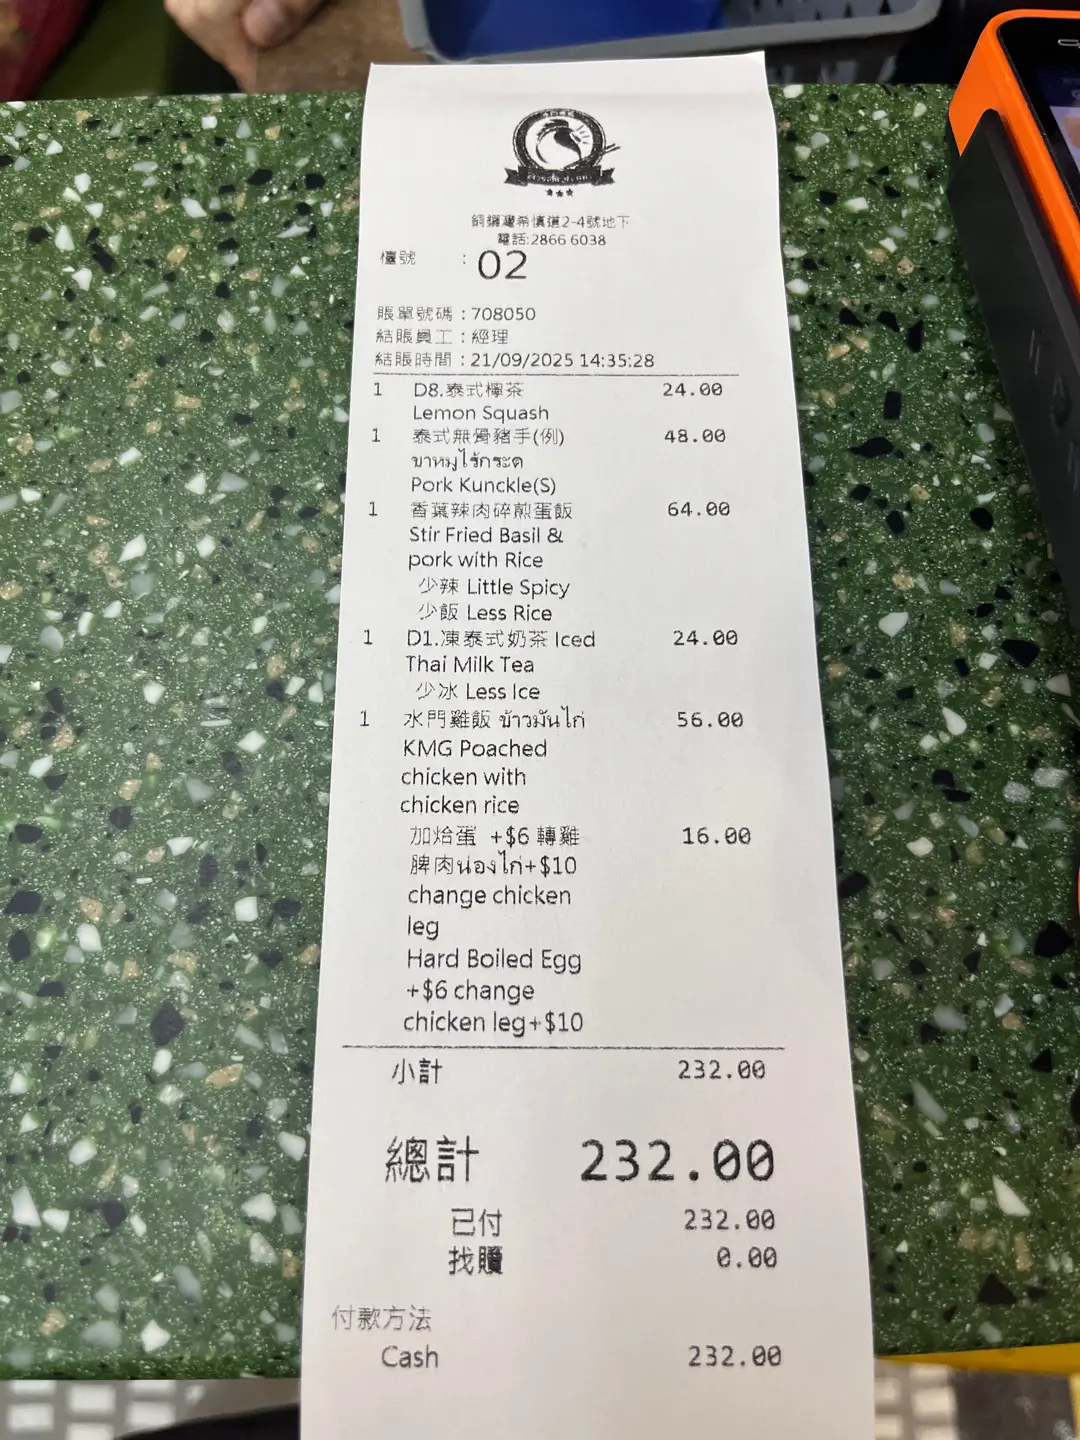 銅鑼灣希慎道2-4號地下
電話:2866 6038
檯號 : 02
賬單號碼 : 708050
結賬員工 : 經理
結賬時間 : 21/09/2025 14:35:28
1 D8.泰式檸茶 24.00
Lemon Squash
1 泰式無骨豬手(例) 48.00
ขาหมูไร้กระด
Pork Kunckle(S)
1 香葉辣肉碎煎蛋飯 64.00
Stir Fried Basil &
pork with Rice
少辣 Little Spicy
少飯 Less Rice
1 D1.凍泰式奶茶 Iced 24.00
Thai Milk Tea
少冰 Less Ice
1 水門雞飯 ข้าวมันไก่ 56.00
KMG Poached
chicken with
chicken rice
加烚蛋 +$6 轉雞 16.00
脾肉น่องไก่+$10
change chicken
leg
Hard Boiled Egg
+$6 change
chicken leg+$10
小計 232.00
總計 232.00
已付 232.00
找贖 0.00
付款方法
Cash 232.00